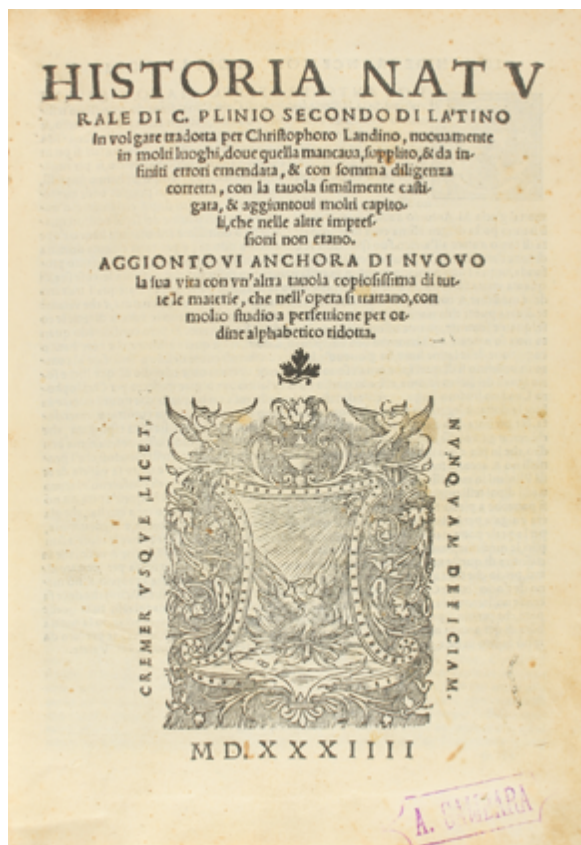 HISTORIA NAT V
RALE DI C. PLINIO SECONDO DI LATINO
In volgare tradotta per Christophoro Landino, nuouamente
in molti luoghi, doue quella mancaua, supplito, & da in-
finiti errori emendata, & con somma diligenza
corretta, con la tauola similmente casti-
gata, & aggiontoui molti capito-
li, che nelle altre impres-
sioni non erano.
AGGIONTOVI ANCHORA DI NVOVO
la sua vita con vn'altra tauola copiosissima di tut-
te le materie, che nell'opera si trattano, con
molto studio a perfettione per or-
dine alphabetico ridotta.
CREMER VSQVE LICET,
NVNQVAM DEFICIAM.
MD.XXXIIII
A.